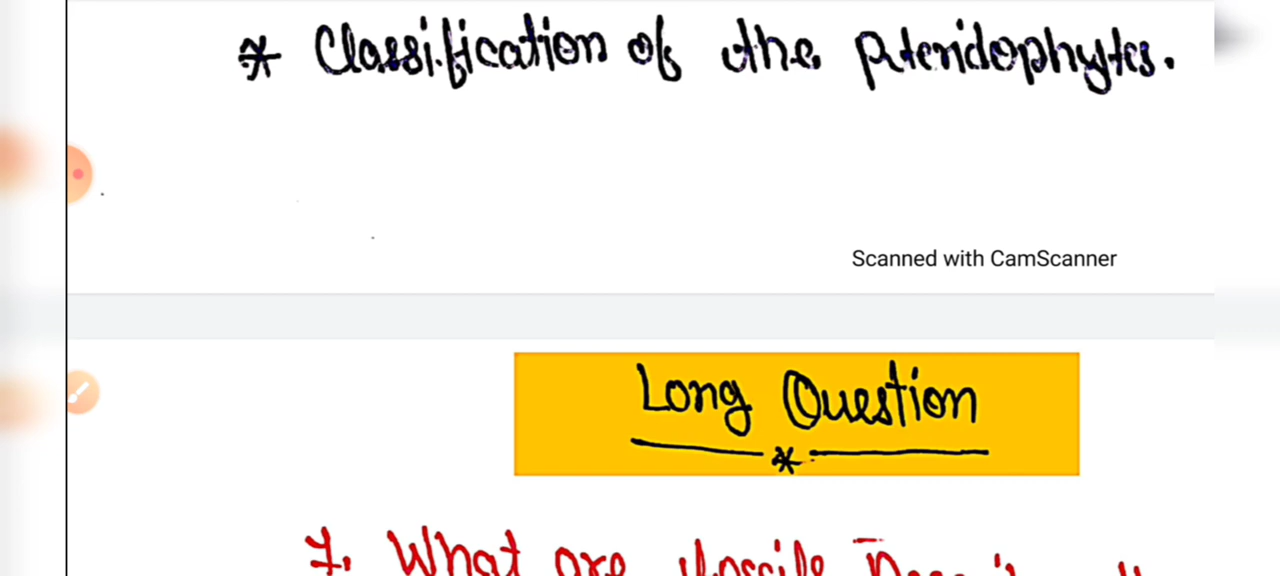 * Classification of the Pteridophytes.
Scanned with CamScanner
Long Question
*
7. What are